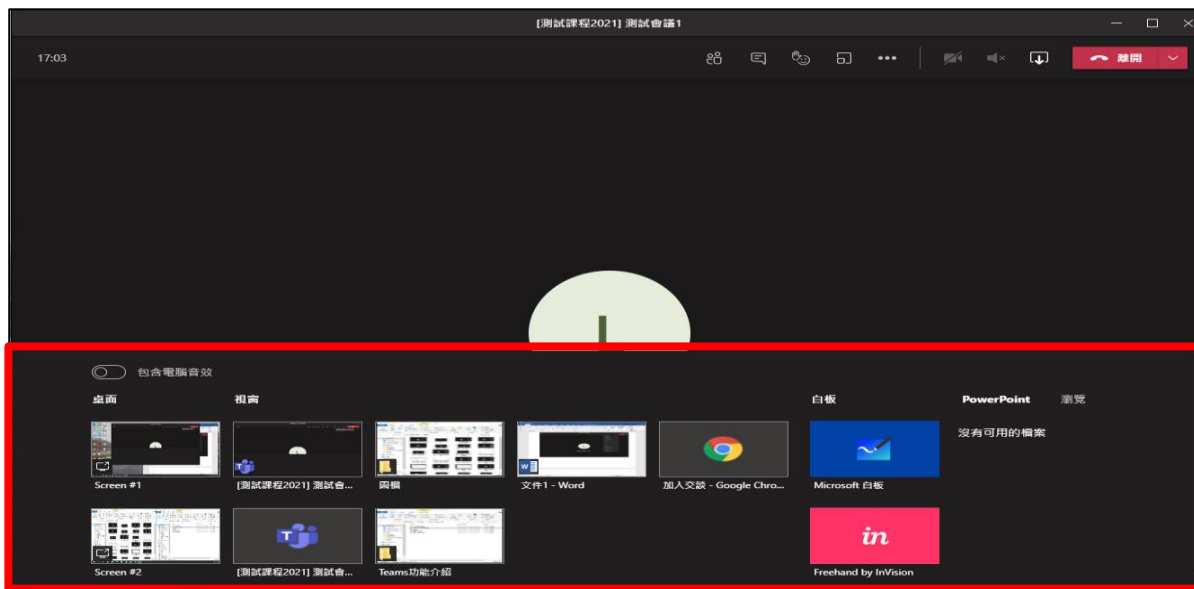 [測試課程2021] 測試會議1
17:03
離開
包含電腦音效
桌面
視窗
白板
PowerPoint
瀏覽
沒有可用的檔案
Screen #1
[測試課程2021] 測試會...
圖檔
文件1 - Word
加入交談 - Google Chro...
Microsoft 白板
in
Screen #2
[測試課程2021] 測試會...
Teams功能介紹
Freehand by InVision